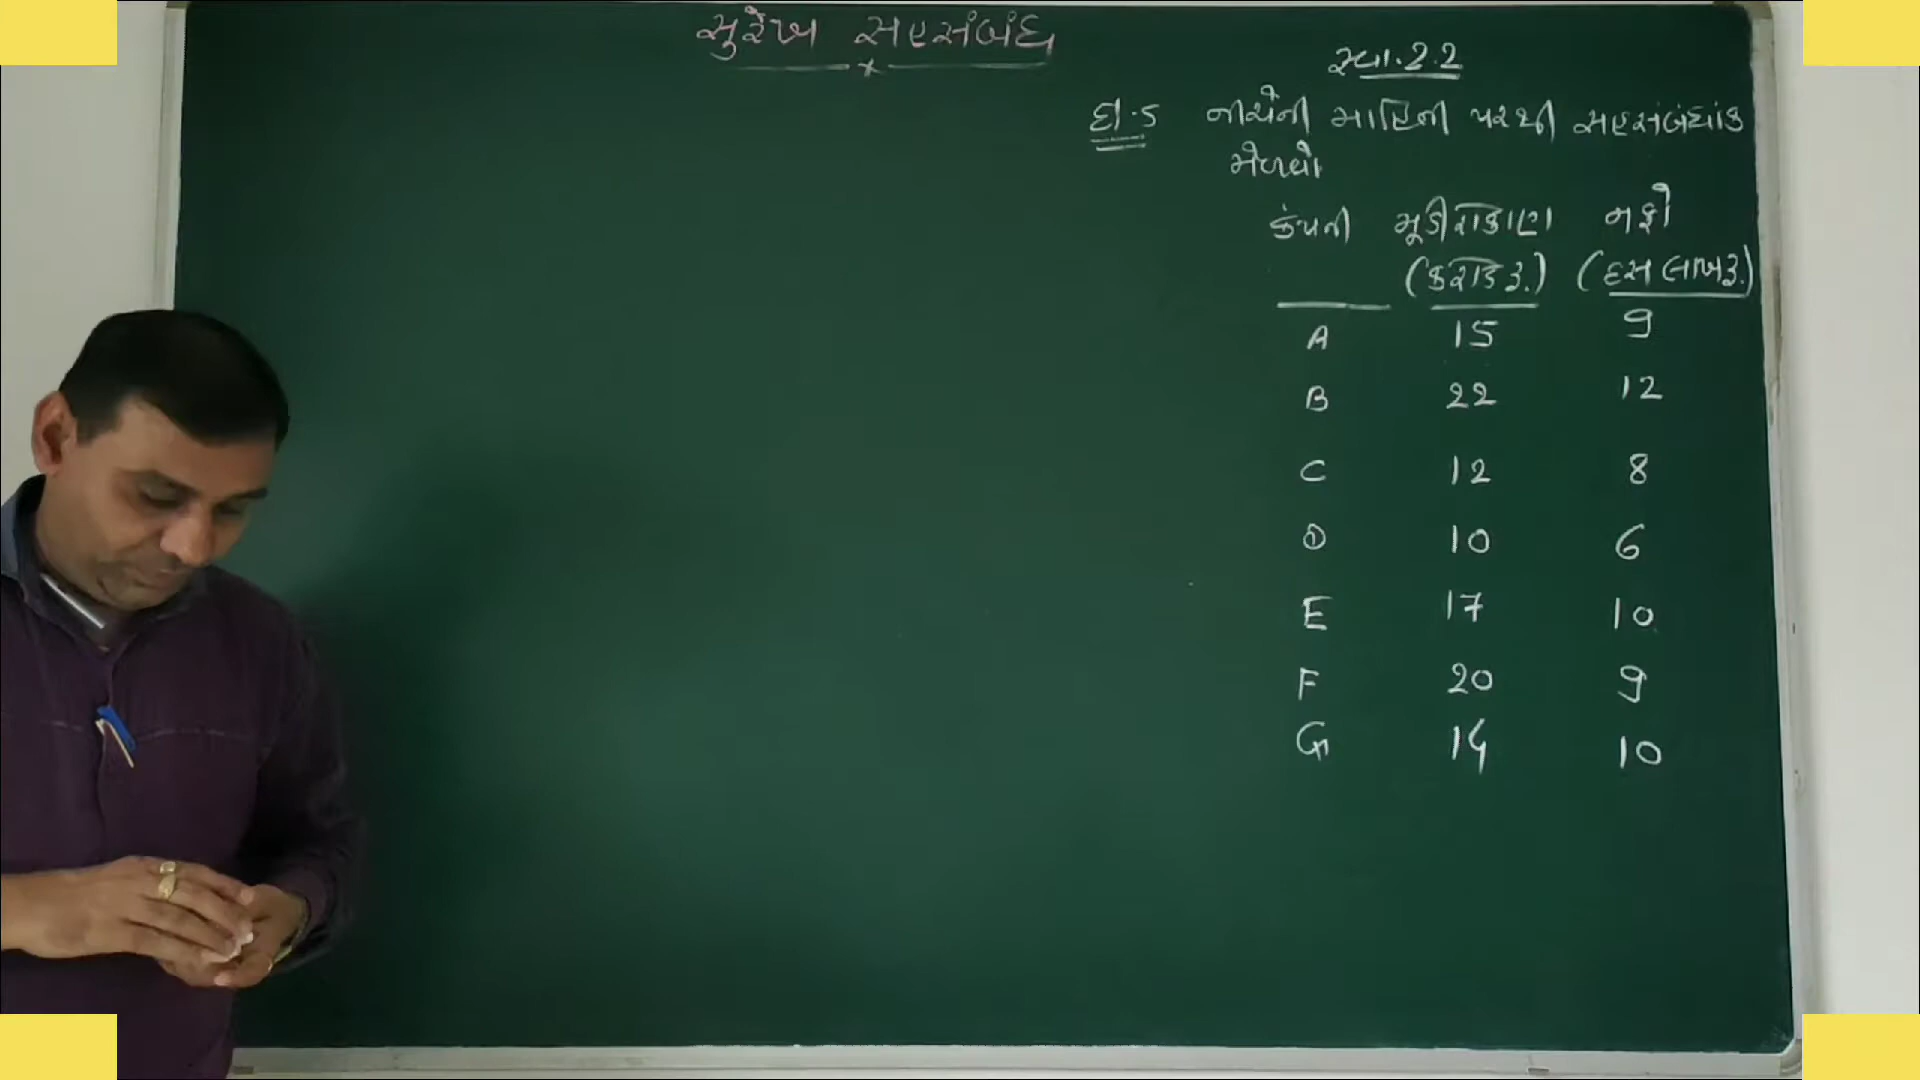 સુરેખ સહસંબંધ
સ્વા.2.2
દા.5 નીચેની માહિતી પરથી સહસંબંધાંક
મેળવો
કંપની મૂડીરોકાણ નફો
(કરોડ રૂ.) (દસ લાખ રૂ.)
A 15 9
B 22 12
C 12 8
D 10 6
E 17 10
F 20 9
G 14 10